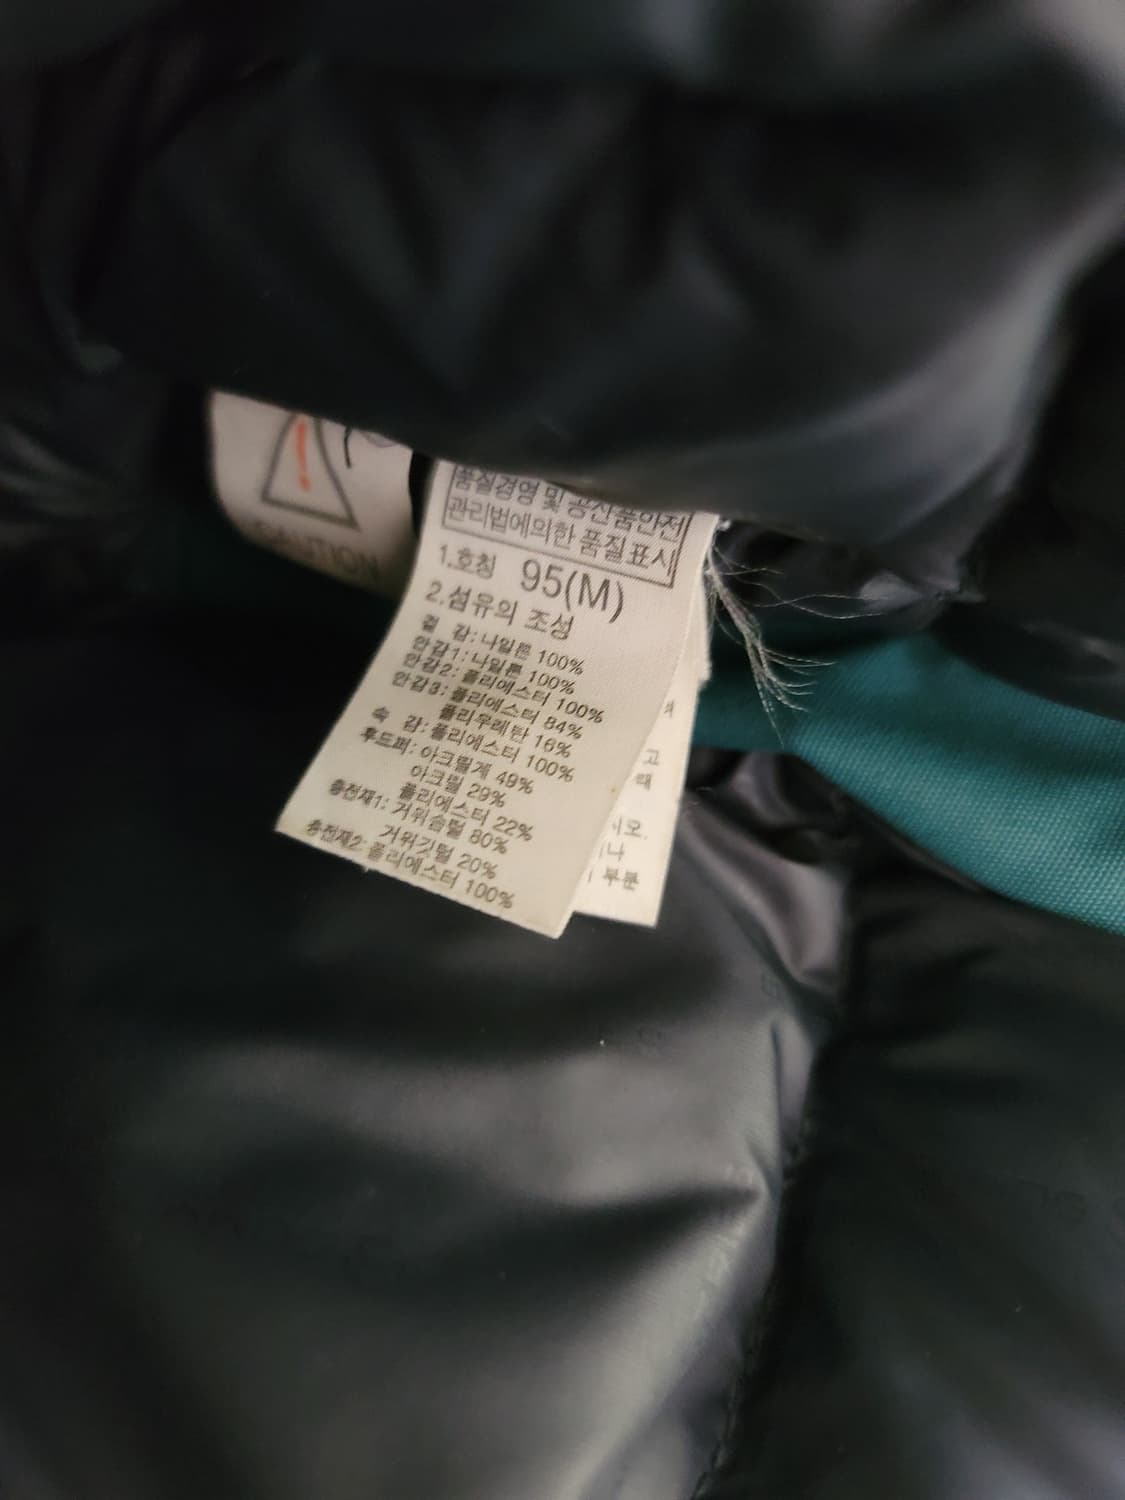 CAUTION
품질경영 및 공산품안전
관리법에의한 품질표시
1.호칭 95(M)
2.섬유의 조성
겉 감: 나일론 100%
안감1: 나일론 100%
안감2: 폴리에스터 100%
안감3: 폴리에스터 84%
폴리우레탄 16%
속 감: 폴리에스터 100%
후드퍼: 아크릴계 49%
아크릴 29%
폴리에스터 22%
충전재1: 거위솜털 80%
거위깃털 20%
충전재2: 폴리에스터 100%
고
시오.
나
부분